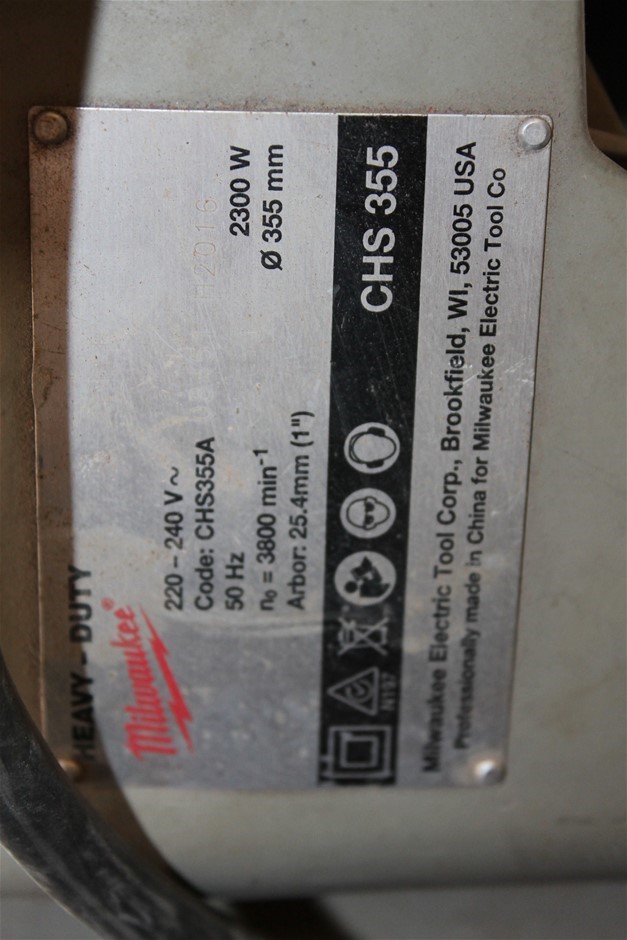 HEAVY - DUTY
Milwaukee®
220 – 240 V ~
Code: CHS355A
50 Hz
2300 W
n₀ = 3800 min⁻¹
Ø 355 mm
Arbor: 25.4mm (1")
N197
CHS 355
Milwaukee Electric Tool Corp., Brookfield, WI, 53005 USA
Professionally made in China for Milwaukee Electric Tool Co